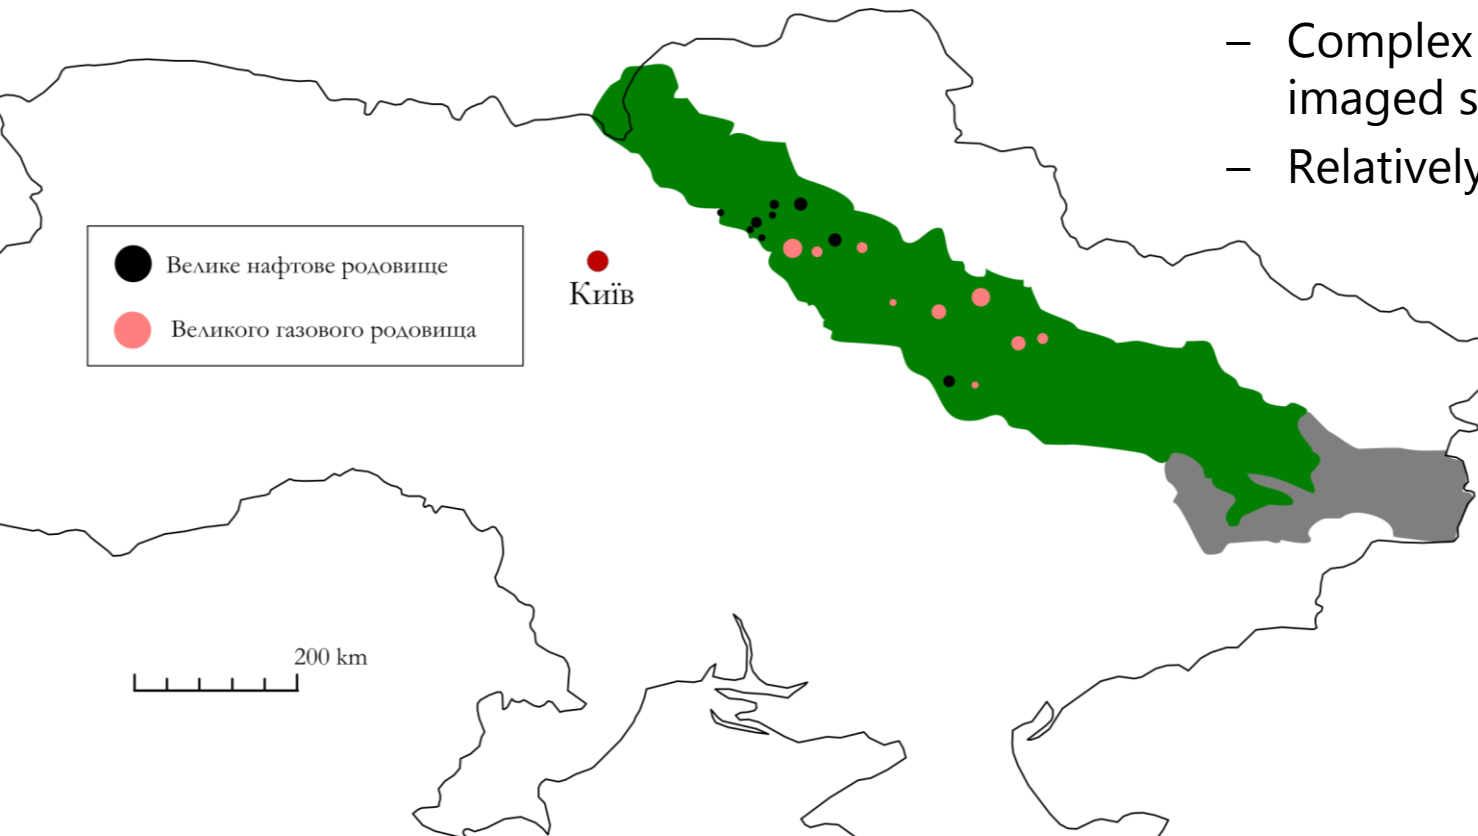 – Complex
imaged s
– Relatively
Велике нафтове родовище
Великого газового родовища
Київ
200 km